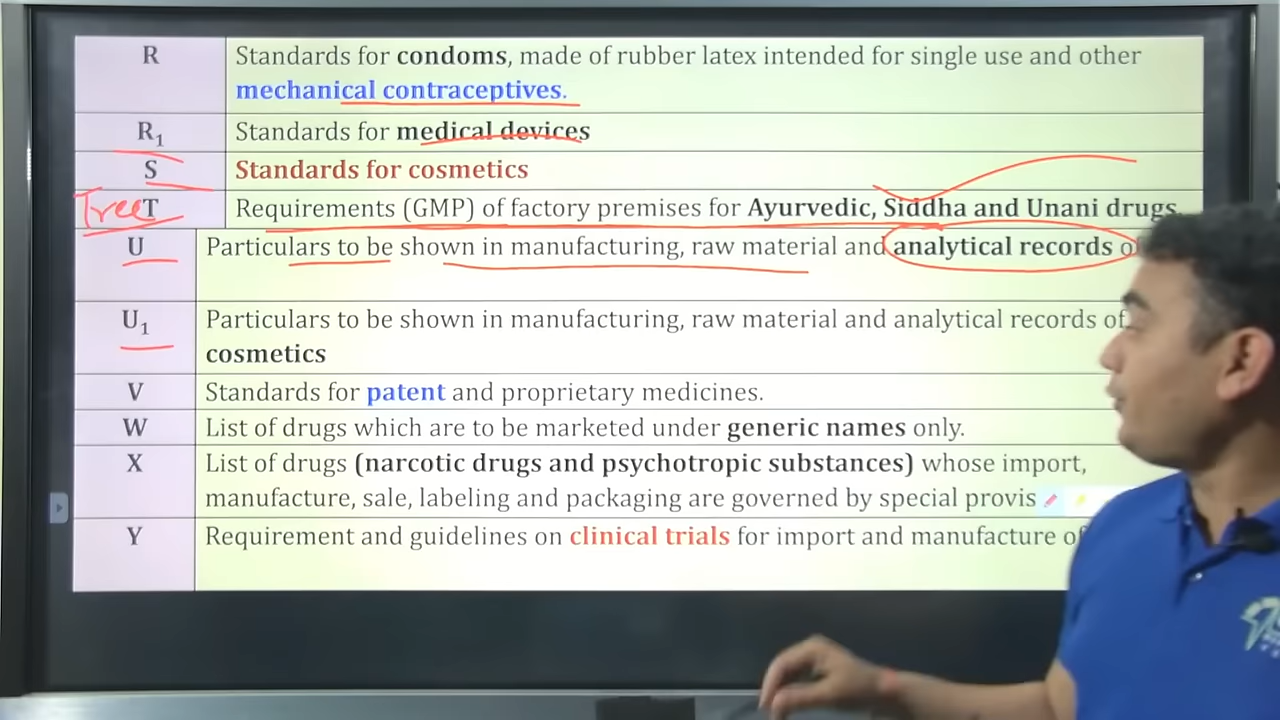 R Standards for condoms, made of rubber latex intended for single use and other
mechanical contraceptives.
R₁ Standards for medical devices
S Standards for cosmetics
Tree T Requirements (GMP) of factory premises for Ayurvedic, Siddha and Unani drugs.
U Particulars to be shown in manufacturing, raw material and analytical records
U₁ Particulars to be shown in manufacturing, raw material and analytical records of
cosmetics
V Standards for patent and proprietary medicines.
W List of drugs which are to be marketed under generic names only.
X List of drugs (narcotic drugs and psychotropic substances) whose import,
manufacture, sale, labeling and packaging are governed by special provis
Y Requirement and guidelines on clinical trials for import and manufacture of